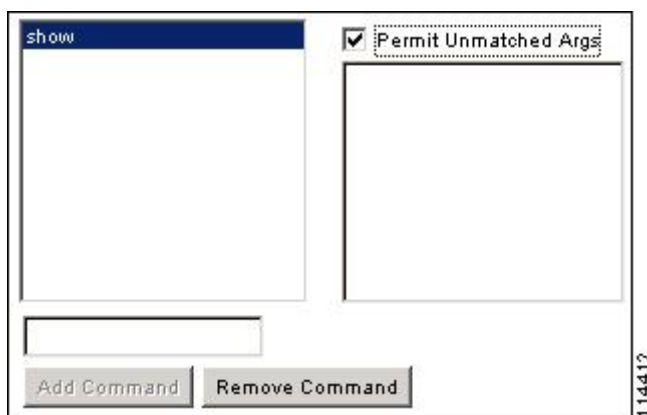 show
Permit Unmatched Args
Add Command
Remove Command
114412